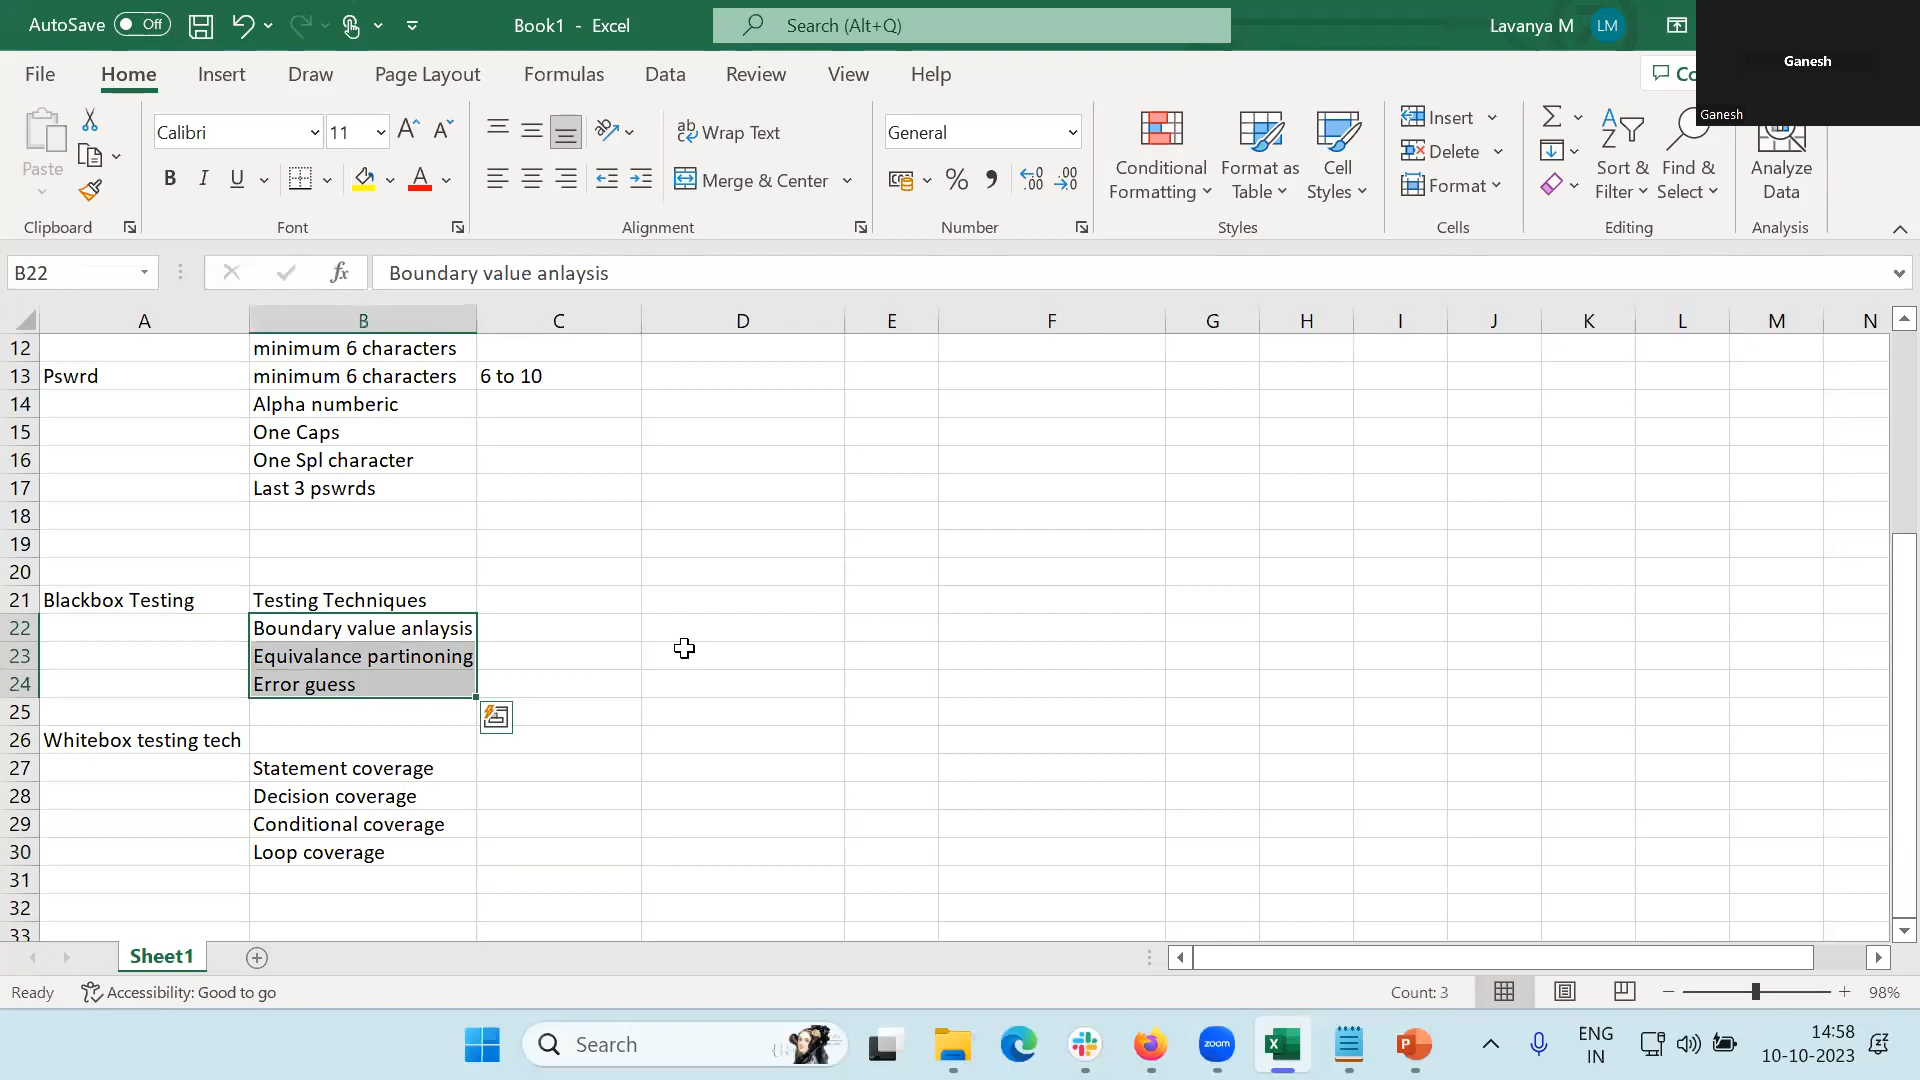 AutoSave Off Book1 - Excel Search (Alt+Q) Lavanya M LM
Ganesh
Ganesh
File Home Insert Draw Page Layout Formulas Data Review View Help Co
Paste
Calibri 11
Wrap Text
Merge & Center
General
Conditional Formatting
Format as Table
Cell Styles
Insert
Delete
Format
Sort & Filter
Find & Select
Analyze Data
Clipboard Font Alignment Number Styles Cells Editing Analysis
B22 fx Boundary value anlaysis
A B C D E F G H I J K L M N
12 minimum 6 characters
13 Pswrd minimum 6 characters 6 to 10
14 Alpha numberic
15 One Caps
16 One Spl character
17 Last 3 pswrds
18
19
20
21 Blackbox Testing Testing Techniques
22 Boundary value anlaysis
23 Equivalance partinoning
24 Error guess
25
26 Whitebox testing tech
27 Statement coverage
28 Decision coverage
29 Conditional coverage
30 Loop coverage
31
32
33
Sheet1
Ready Accessibility: Good to go Count: 3 98%
Search zoom ENG IN 14:58 10-10-2023